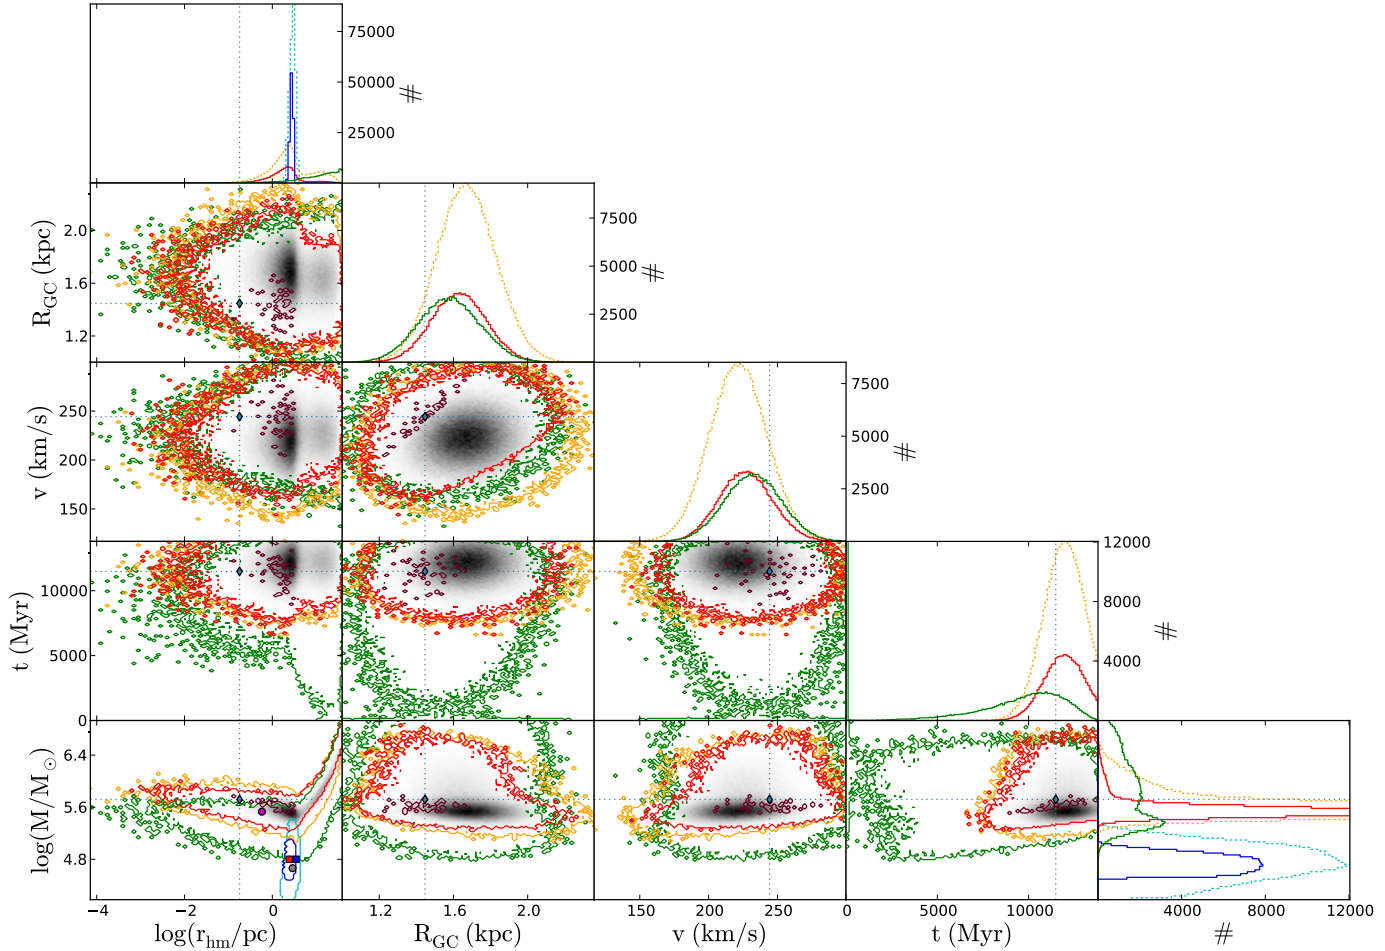 75000
50000
25000
#
R_GC (kpc)
2.0
1.6
1.2
7500
5000
2500
#
v (km/s)
250
200
150
7500
5000
2500
#
t (Myr)
10000
5000
0
12000
8000
4000
#
log(M/M⊙)
6.4
5.6
4.8
−4 −2 0
1.2 1.6 2.0
150 200 250
0 5000 10000
4000 8000 12000
log(r_hm/pc)
R_GC (kpc)
v (km/s)
t (Myr)
#